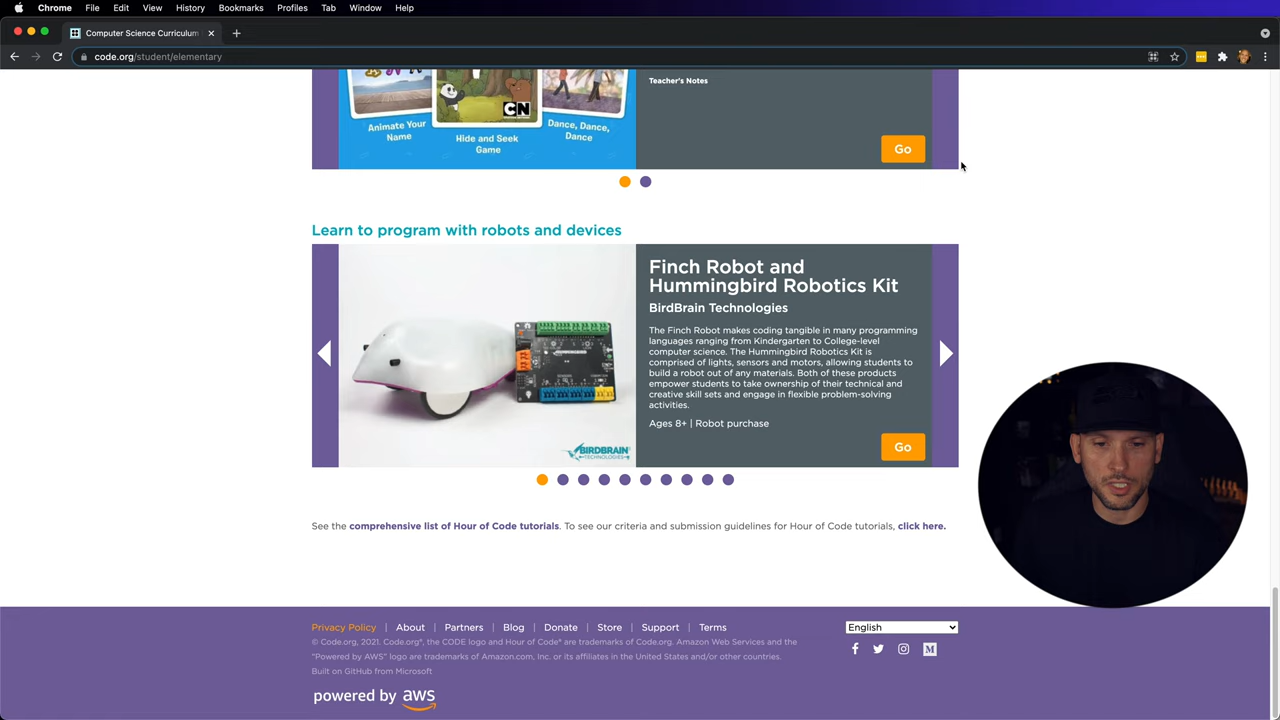 Chrome File Edit View History Bookmarks Profiles Tab Window Help
Computer Science Curriculum
code.org/student/elementary
Teacher's Notes
CN
Animate Your
Name
Hide and Seek
Game
Dance, Dance,
Dance
Go
Learn to program with robots and devices
Finch Robot and
Hummingbird Robotics Kit
BirdBrain Technologies
The Finch Robot makes coding tangible in many programming
languages ranging from Kindergarten to College-level
computer science. The Hummingbird Robotics Kit is
comprised of lights, sensors and motors, allowing students to
build a robot out of any materials. Both of these products
empower students to take ownership of their technical and
creative skill sets and engage in flexible problem-solving
activities.
Ages 8+ | Robot purchase
BIRDBRAIN
TECHNOLOGIES
Go
See the comprehensive list of Hour of Code tutorials. To see our criteria and submission guidelines for Hour of Code tutorials, click here.
Privacy Policy | About | Partners | Blog | Donate | Store | Support | Terms
English
© Code.org, 2021. Code.org®, the CODE logo and Hour of Code® are trademarks of Code.org. Amazon Web Services and the
"Powered by AWS" logo are trademarks of Amazon.com, Inc. or its affiliates in the United States and/or other countries.
Built on GitHub from Microsoft
powered by aws